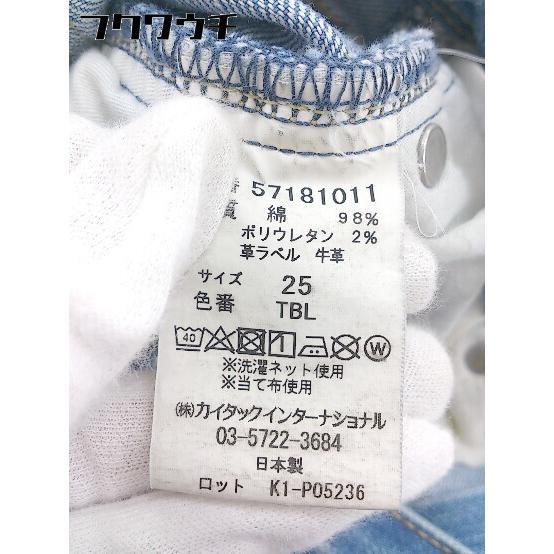 フクワウチ
57181011
綿 98%
ポリウレタン 2%
革ラベル 牛革
サイズ 25
色番 TBL
40 W
※洗濯ネット使用
※当て布使用
㈱カイタックインターナショナル
03-5722-3684
日本製
ロット K1-P05236